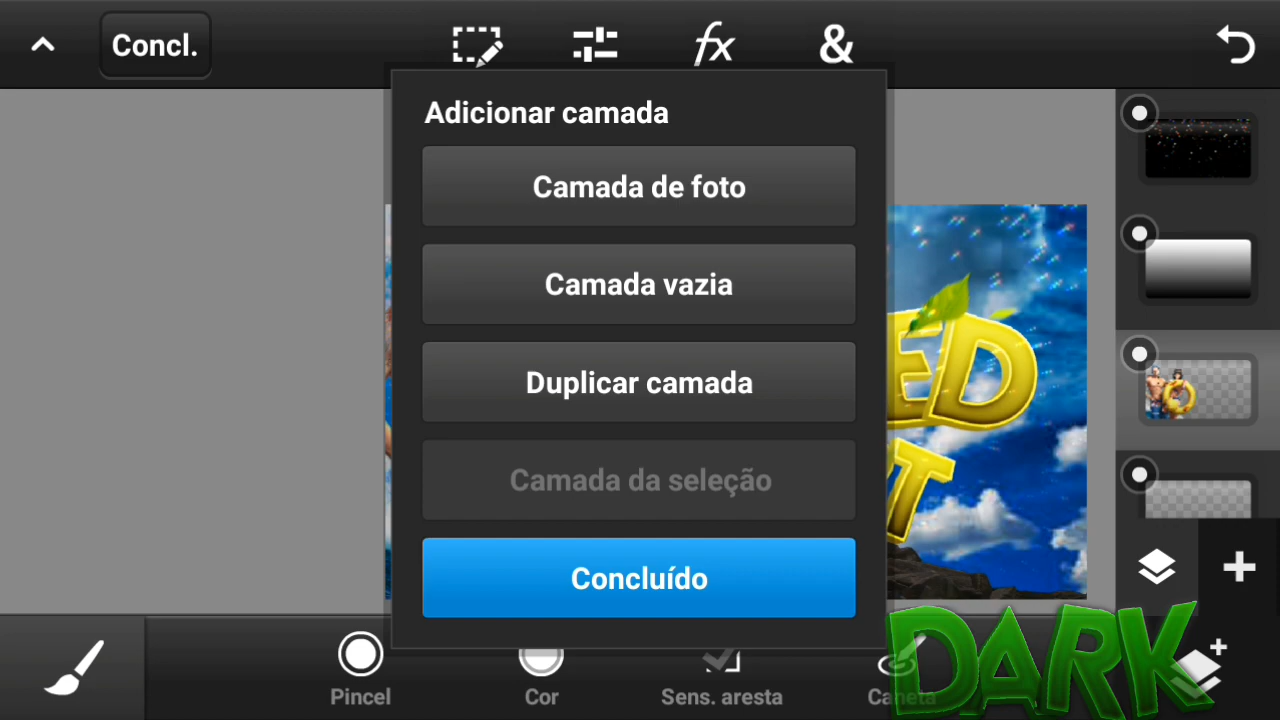 Concl.
fx
&
Adicionar camada
Camada de foto
Camada vazia
Duplicar camada
Camada da seleção
Concluído
ED
T
Pincel
Cor
Sens. aresta
Caneta
DARK